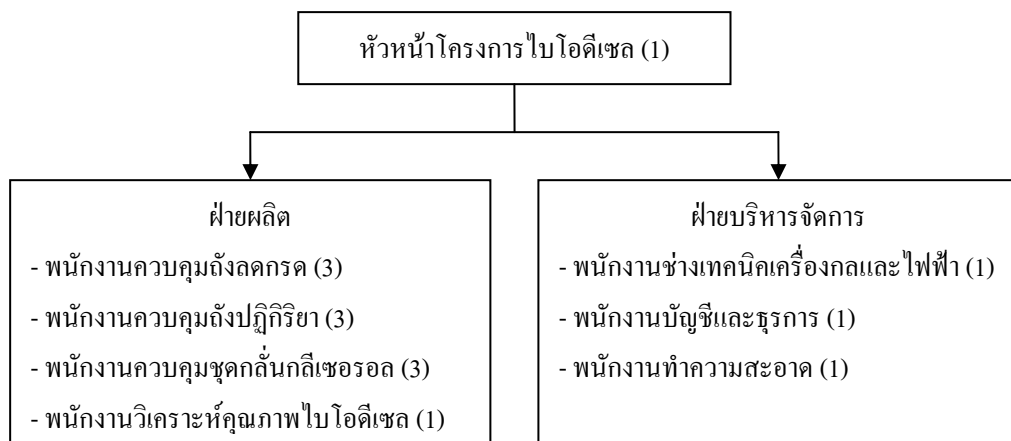 หัวหน้าโครงการไบโอดีเซล (1)
ฝ่ายผลิต
- พนักงานควบคุมถังลดกรด (3)
- พนักงานควบคุมถังปฏิกิริยา (3)
- พนักงานควบคุมชุดกลั่นกลีเซอรอล (3)
- พนักงานวิเคราะห์คุณภาพไบโอดีเซล (1)
ฝ่ายบริหารจัดการ
- พนักงานช่างเทคนิคเครื่องกลและไฟฟ้า (1)
- พนักงานบัญชีและธุรการ (1)
- พนักงานทำความสะอาด (1)